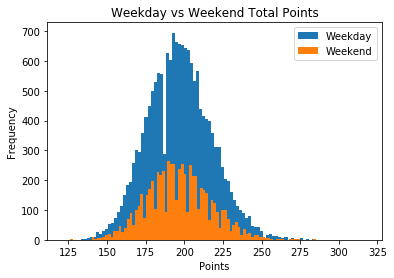 Weekday vs Weekend Total Points
700
600
500
400
300
200
100
0
Frequency
Weekday
Weekend
125 150 175 200 225 250 275 300 325
Points